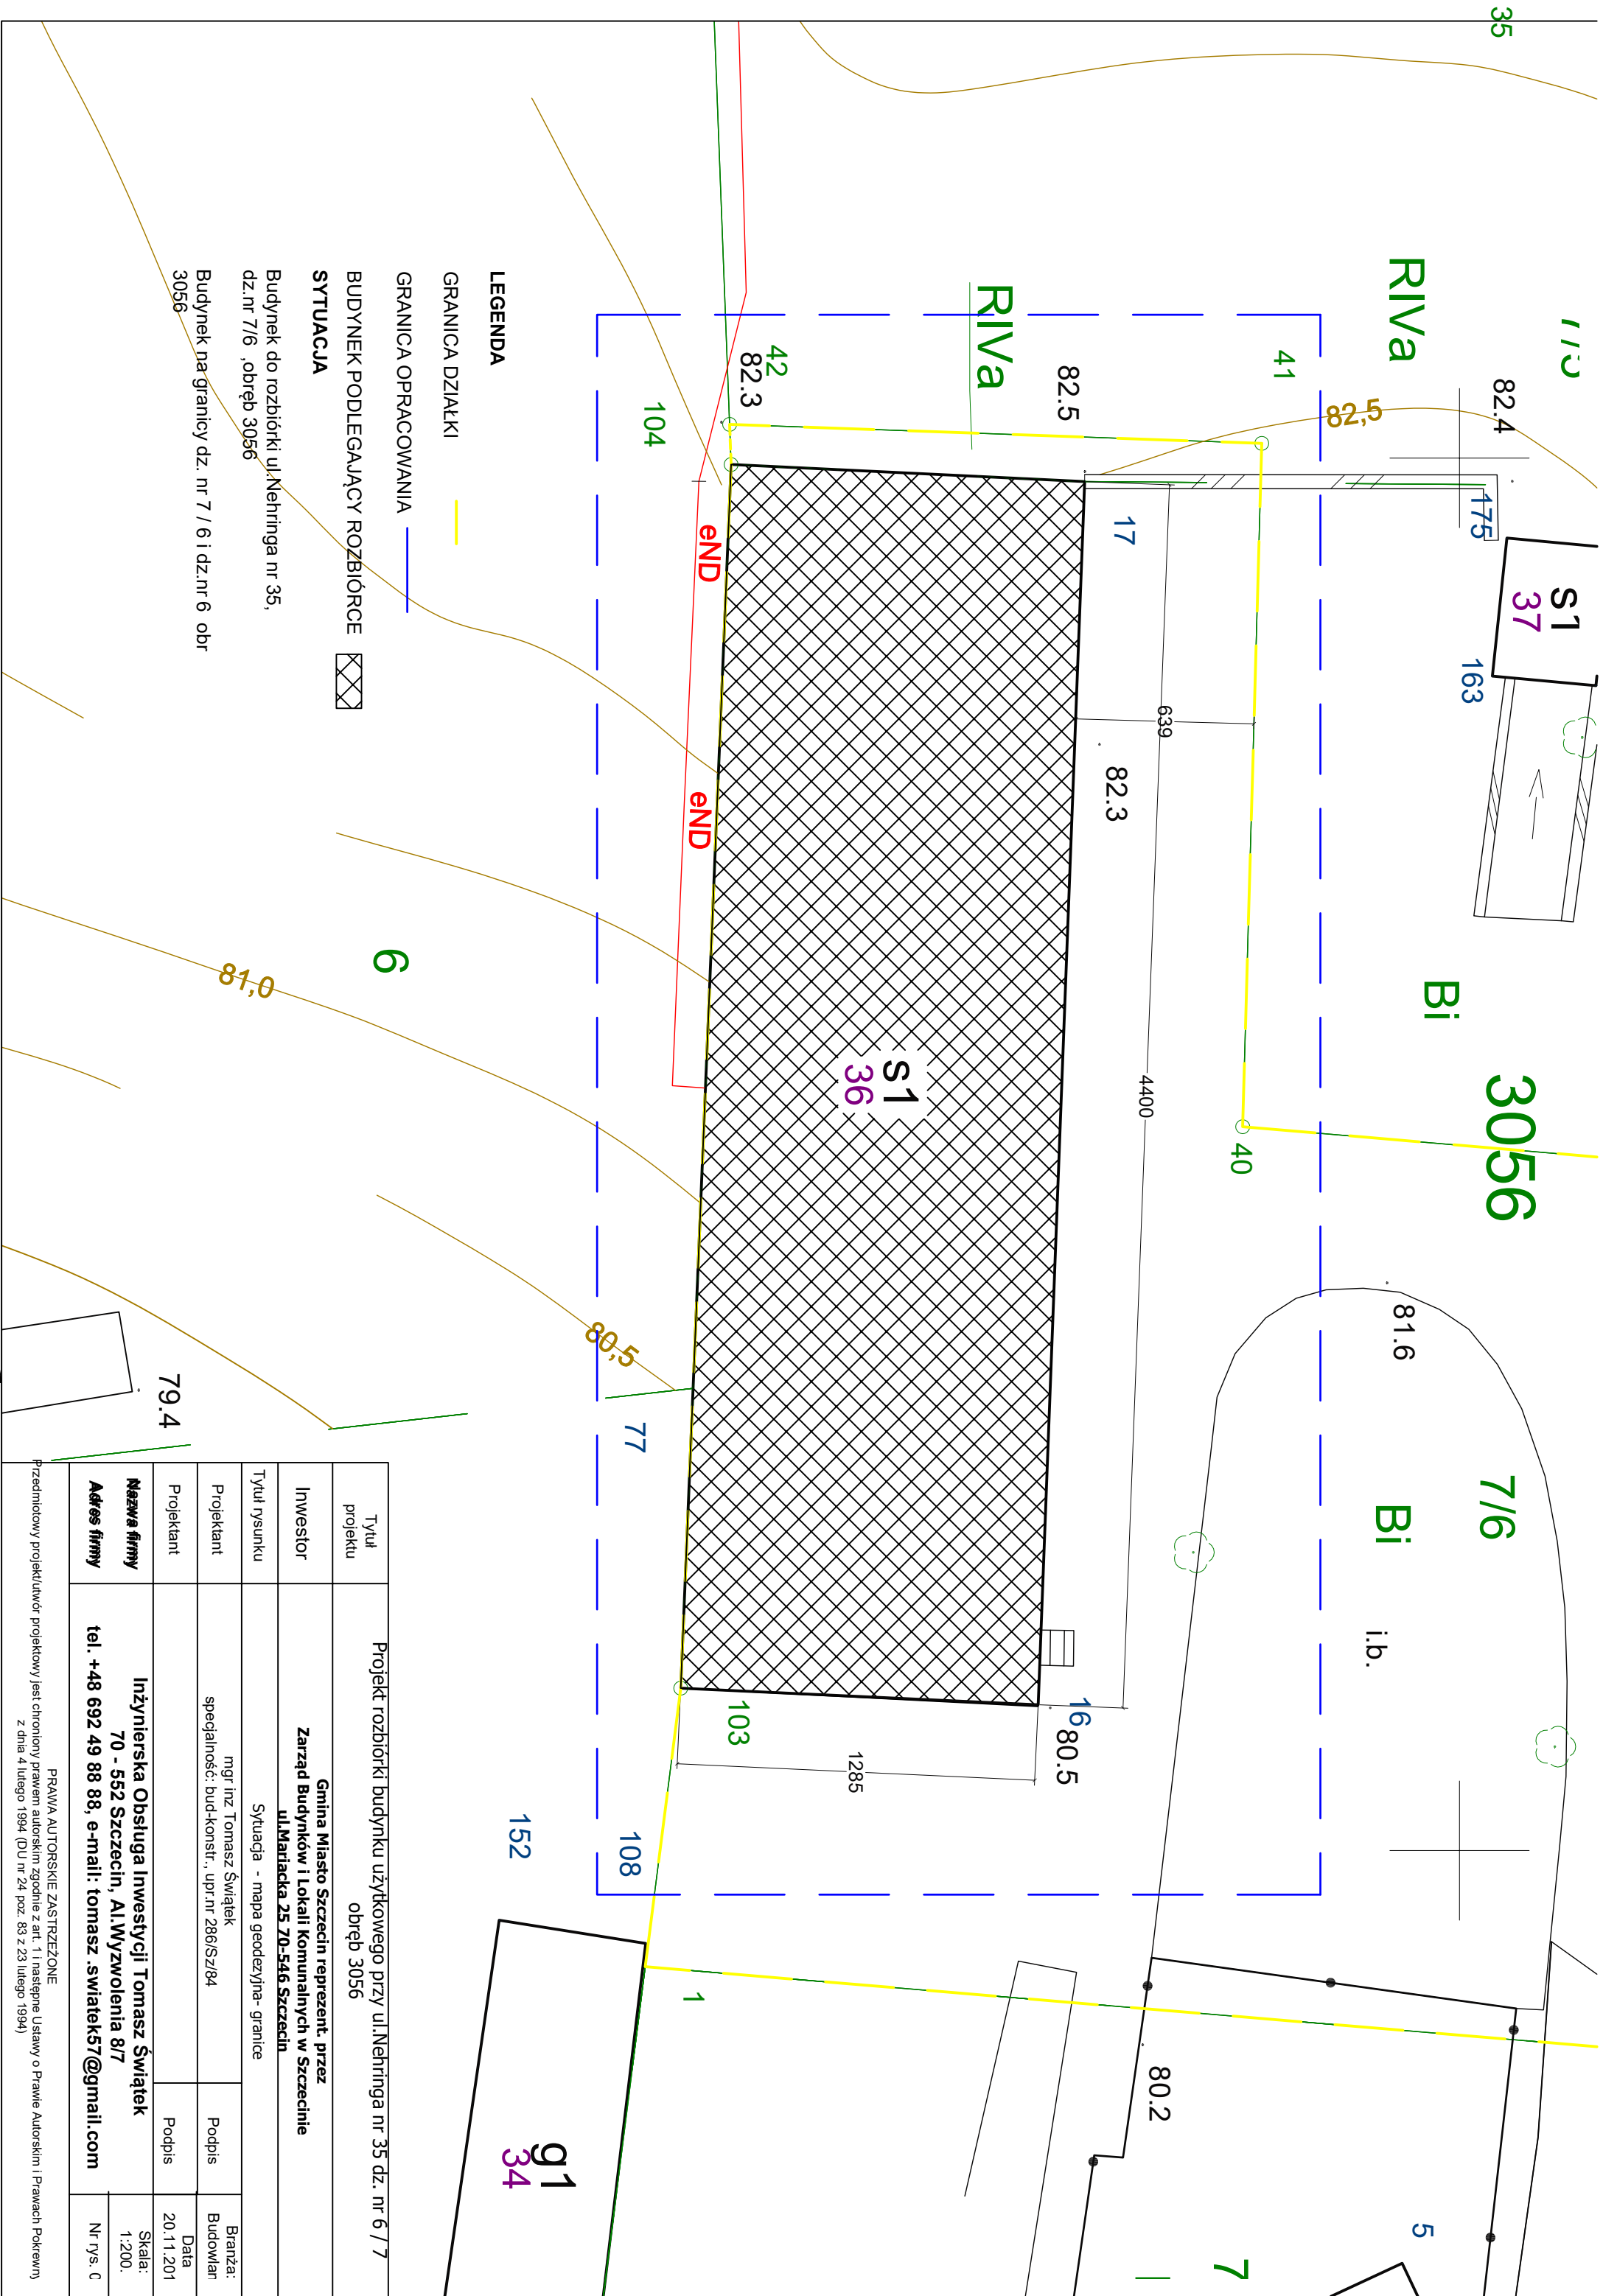 35
7/5
RIVa
82.4
175
s1
37
163
82,5
41
RIVa
82.5
42
82.3
104
17
639
82.3
4400
40
Bi
3056
81.6
7/6
Bi
i.b.
eND
eND
s1
36
6
81,0
80,5
77
79.4
103
16
80.5
1285
108
152
1
80.2
g1
34
5
7
LEGENDA
GRANICA DZIAŁKI
GRANICA OPRACOWANIA
BUDYNEK PODLEGAJĄCY ROZBIÓRCE
SYTUACJA
Budynek do rozbiórki ul.Nehringa nr 35,
dz.nr 7/6 ,obręb 3056
Budynek na granicy dz. nr 7 / 6 i dz.nr 6 obr
3056
Tytuł
projektu
Projekt rozbiórki budynku użytkowego przy ul.Nehringa nr 35 dz. nr 6 / 7
obręb 3056
Inwestor
Gmina Miasto Szczecin reprezent. przez
Zarząd Budynków i Lokali Komunalnych w Szczecinie
ul.Mariacka 25 70-546 Szczecin
Tytuł rysunku
Sytuacja - mapa geodezyjna- granice
Projektant
mgr inz Tomasz Świątek
specjalność: bud-konstr., upr.nr 286/Sz/84
Podpis
Branża:
Budowlan
Projektant
Podpis
Data
20.11.201
Nazwa firmy
Adres firmy
Inżynierska Obsługa Inwestycji Tomasz Świątek
70 - 552 Szczecin, Al.Wyzwolenia 8/7
tel. +48 692 49 88 88, e-mail: tomasz .swiatek57@gmail.com
Skala:
1:200.
Nr rys. 0
PRAWA AUTORSKIE ZASTRZEŻONE
Przedmiotowy projekt/utwór projektowy jest chroniony prawem autorskim zgodnie z art. 1 i następne Ustawy o Prawie Autorskim i Prawach Pokrewny
z dnia 4 lutego 1994 (DU nr 24 poz. 83 z 23 lutego 1994)